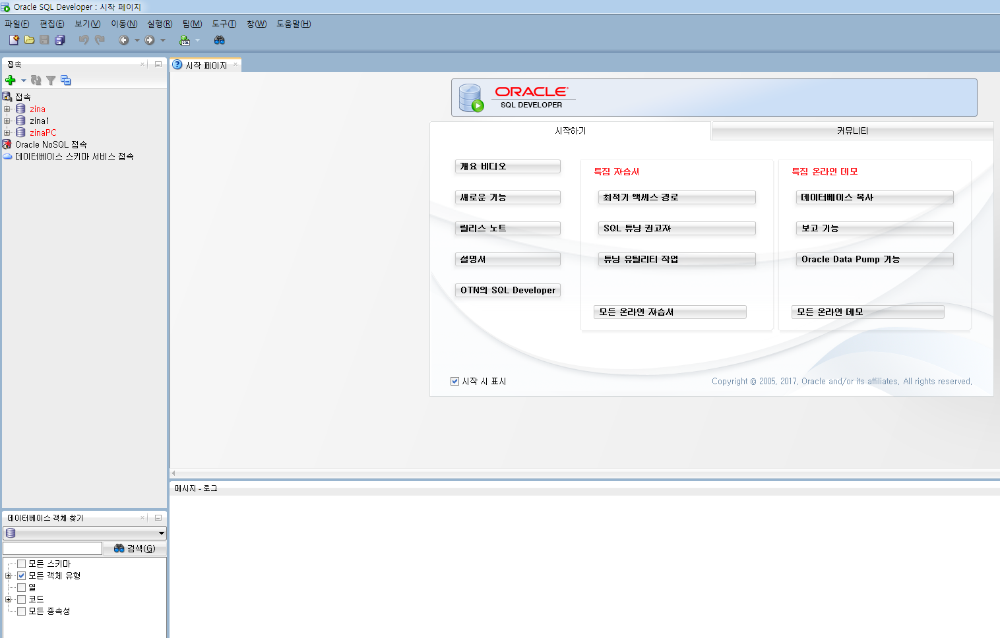 Oracle SQL Developer : 시작 페이지
파일(F) 편집(E) 보기(V) 이동(N) 실행(R) 팀(M) 도구(T) 창(W) 도움말(H)
SQL
접속
접속
zina
zina1
zinaPC
Oracle NoSQL 접속
데이터베이스 스키마 서비스 접속
시작 페이지
ORACLE
SQL DEVELOPER
시작하기
커뮤니티
개요 비디오
새로운 기능
릴리스 노트
설명서
OTN의 SQL Developer
특집 자습서
최적기 액세스 경로
SQL 튜닝 권고자
튜닝 유틸리티 작업
모든 온라인 자습서
특집 온라인 데모
데이터베이스 복사
보고 기능
Oracle Data Pump 기능
모든 온라인 데모
시작 시 표시
Copyright © 2005, 2017, Oracle and/or its affiliates. All rights reserved.
메시지 - 로그
데이터베이스 객체 찾기
검색(G)
모든 스키마
모든 객체 유형
열
코드
모든 종속성